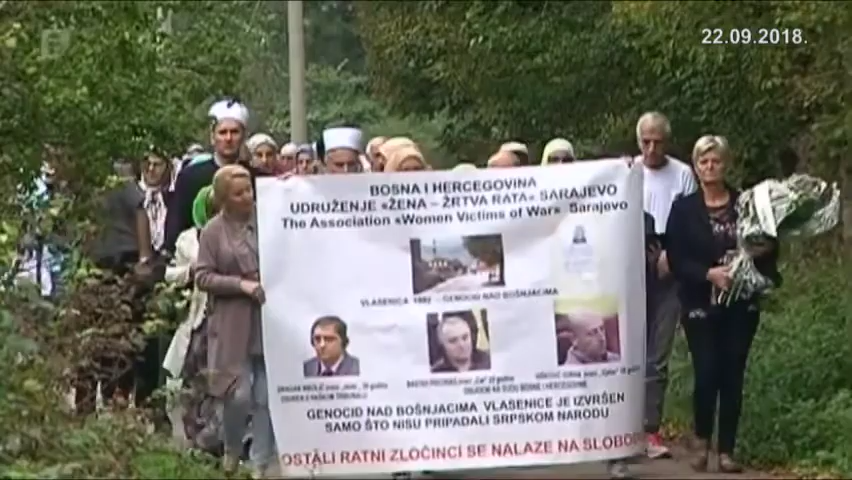 22.09.2018.
BOSNA I HERCEGOVINA
UDRUŽENJE «ŽENA - ŽRTVA RATA» SARAJEVO
The Association «Women Victims of War» Sarajevo
VLASENICA 1992 - GENOCID NAD BOŠNJACIMA
GENOCID NAD BOŠNJACIMA VLASENICE JE IZVRŠEN
SAMO ŠTO NISU PRIPADALI SRPSKOM NARODU
OSTALI RATNI ZLOČINCI SE NALAZE NA SLOBO